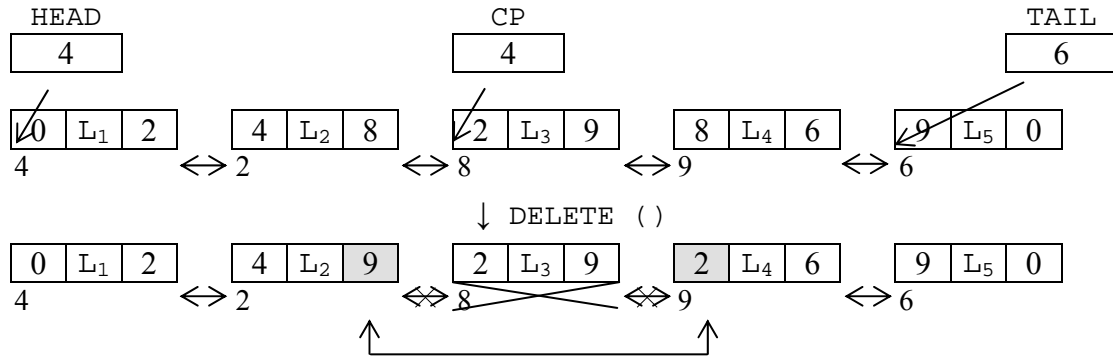 HEAD CP TAIL
4 4 6
0 L₁ 2 4 L₂ 8 2 L₃ 9 8 L₄ 6 9 L₅ 0
4 2 8 9 6
↓ DELETE ()
0 L₁ 2 4 L₂ 9 2 L₃ 9 2 L₄ 6 9 L₅ 0
4 2 8 9 6